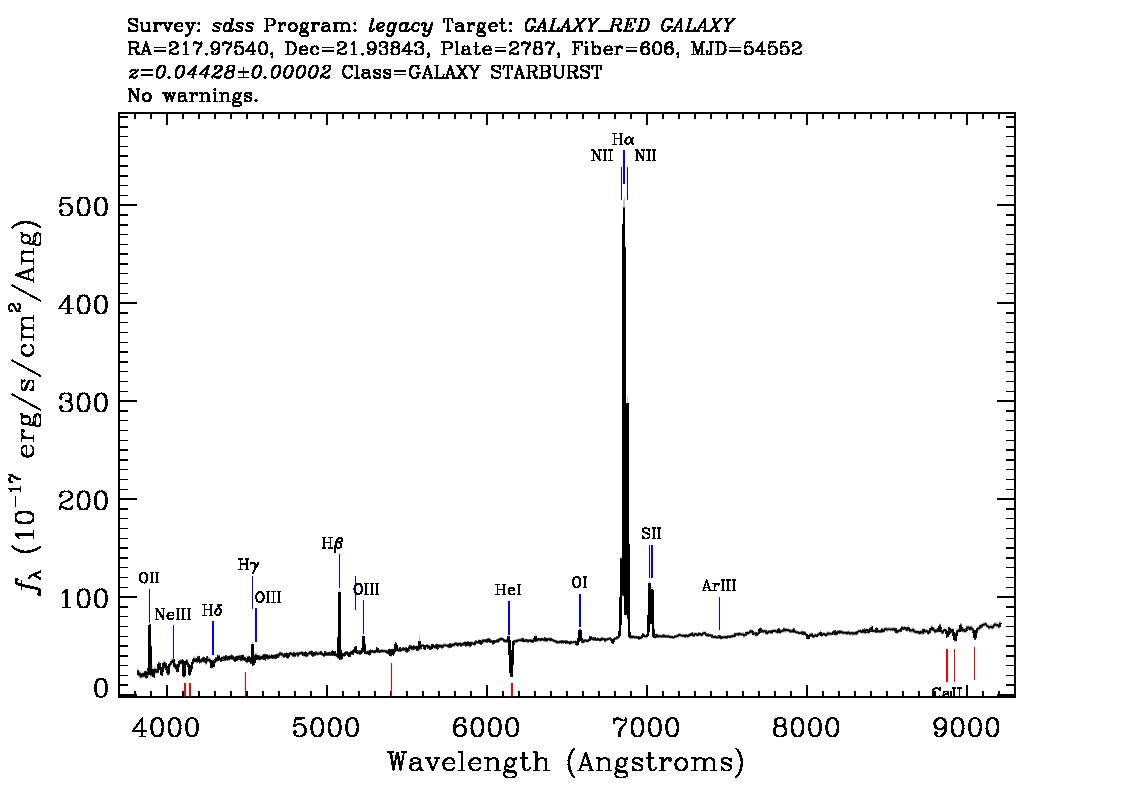 Survey: sdss Program: legacy Target: GALAXY_RED GALAXY
RA=217.97540, Dec=21.93843, Plate=2787, Fiber=606, MJD=54552
z=0.04428±0.00002 Class=GALAXY STARBURST
No warnings.
Hα
NII NII
500
400
300
200
100
0
f_λ (10^-17 erg/s/cm^2/Ang)
Hβ
SII
Hγ
OII
OI
ArIII
OIII
HeI
OIII
Hδ
NeIII
CaII
4000 5000 6000 7000 8000 9000
Wavelength (Angstroms)